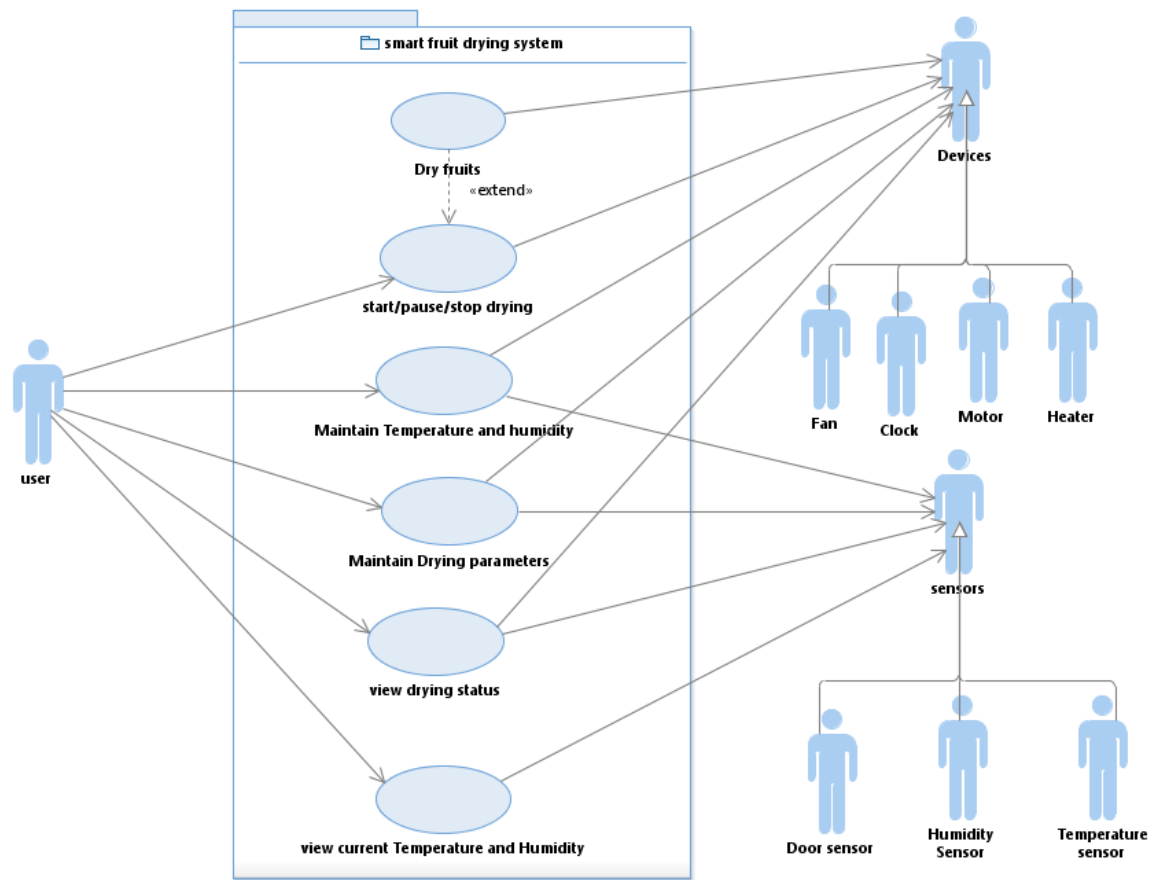 smart fruit drying system
Dry fruits
«extend»
start/pause/stop drying
Maintain Temperature and humidity
Maintain Drying parameters
view drying status
view current Temperature and Humidity
user
Devices
Fan
Clock
Motor
Heater
sensors
Door sensor
Humidity
Sensor
Temperature
sensor